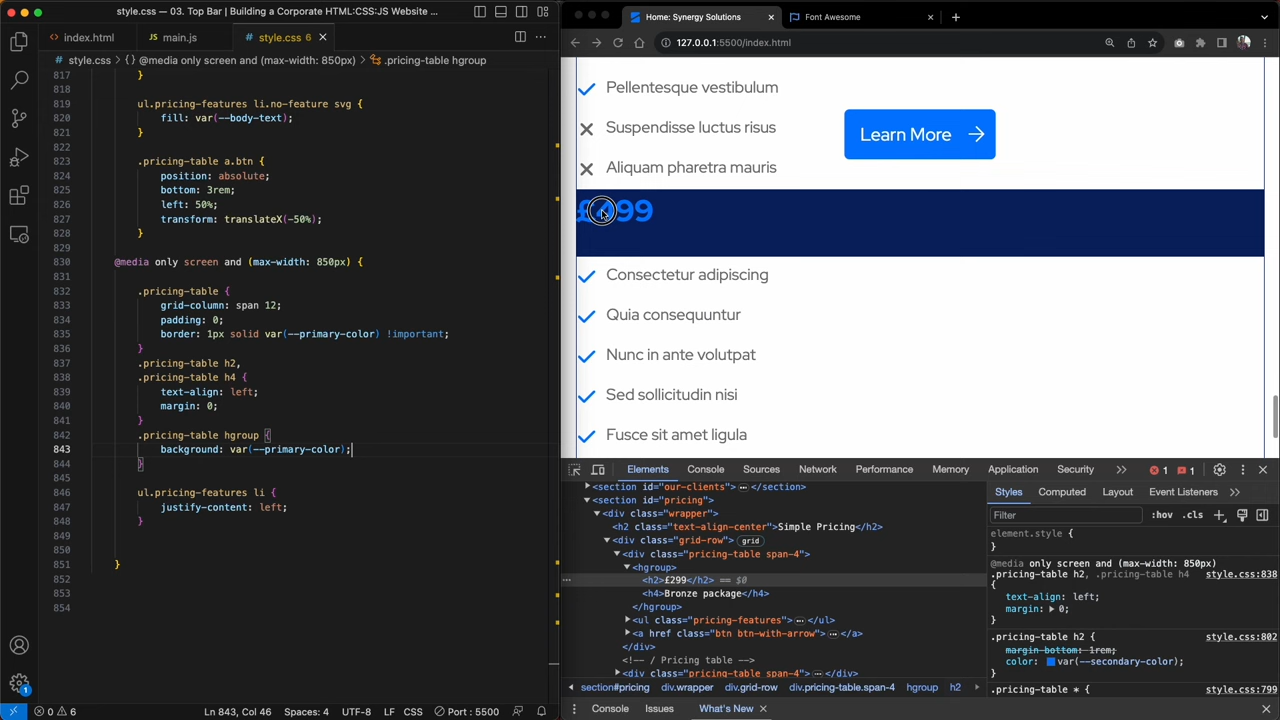 style.css — 03. Top Bar | Building a Corporate HTML:CSS:JS Website ...
index.html
JS main.js
# style.css 6
# style.css > {} @media only screen and (max-width: 850px) > .pricing-table hgroup
817 }
818
819 ul.pricing-features li.no-feature svg {
820 fill: var(--body-text);
821 }
822
823 .pricing-table a.btn {
824 position: absolute;
825 bottom: 3rem;
826 left: 50%;
827 transform: translateX(-50%);
828 }
829
830 @media only screen and (max-width: 850px) {
831
832 .pricing-table {
833 grid-column: span 12;
834 padding: 0;
835 border: 1px solid var(--primary-color) !important;
836 }
837 .pricing-table h2,
838 .pricing-table h4 {
839 text-align: left;
840 margin: 0;
841 }
842 .pricing-table hgroup {
843 background: var(--primary-color);
844 }
845
846 ul.pricing-features li {
847 justify-content: left;
848 }
849
850
851 }
852
853
854
1
0 6
Ln 843, Col 46 Spaces: 4 UTF-8 LF CSS Port : 5500
Home: Synergy Solutions
Font Awesome
127.0.0.1:5500/index.html
Pellentesque vestibulum
Suspendisse luctus risus
Aliquam pharetra mauris
Learn More
£499
Consectetur adipiscing
Quia consequuntur
Nunc in ante volutpat
Sed sollicitudin nisi
Fusce sit amet ligula
Elements Console Sources Network Performance Memory Application Security 1 1
<section id="our-clients"> </section>
<section id="pricing">
<div class="wrapper">
<h2 class="text-align-center">Simple Pricing</h2>
<div class="grid-row"> grid
<div class="pricing-table span-4">
<hgroup>
<h2>£299</h2> == $0
<h4>Bronze package</h4>
</hgroup>
<ul class="pricing-features"> </ul>
<a href class="btn btn-with-arrow"> </a>
</div>
<!-- / Pricing table -->
<div class="pricing-table span-4"> </div>
section#pricing div.wrapper div.grid-row div.pricing-table.span-4 hgroup h2
Styles Computed Layout Event Listeners
Filter
:hov .cls
element.style {
}
@media only screen and (max-width: 850px)
.pricing-table h2, .pricing-table h4 style.css:838
{
text-align: left;
margin: 0;
}
.pricing-table h2 { style.css:802
margin-bottom: 1rem;
color: var(--secondary-color);
}
.pricing-table * { style.css:799
Console Issues What's New